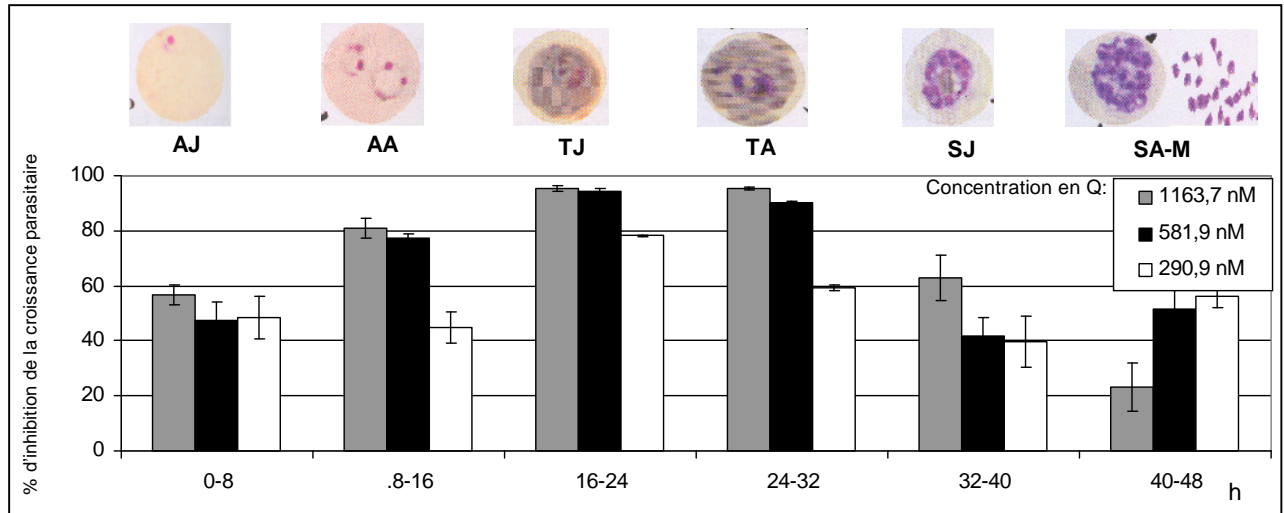 AJ AA TJ TA SJ SA-M
% d'inhibition de la croissance parasitaire
100
80
60
40
20
0
Concentration en Q:
1163,7 nM
581,9 nM
290,9 nM
0-8 .8-16 16-24 24-32 32-40 40-48 h